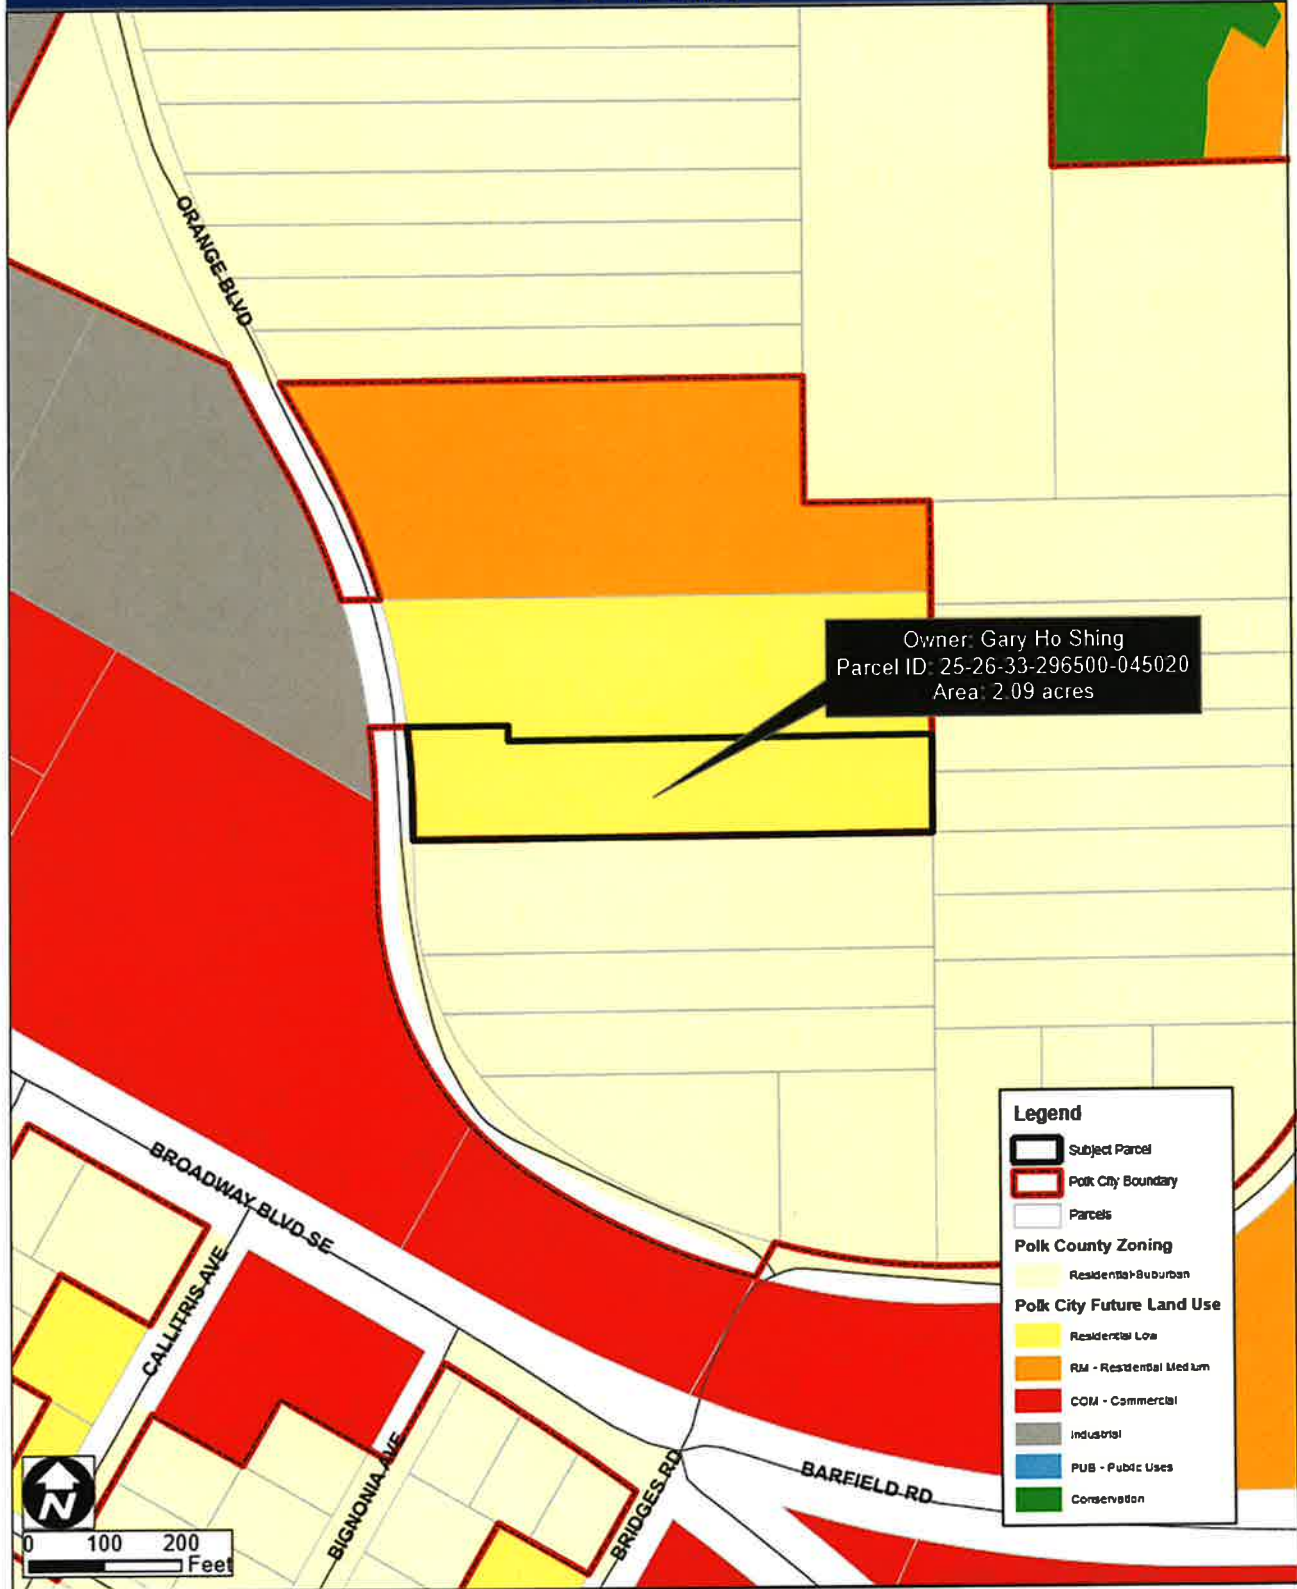 ORANGE BLVD
Owner: Gary Ho Shing
Parcel ID: 25-26-33-296500-045020
Area: 2.09 acres
BROADWAY BLVD SE
CALLITRIS AVE
BIGNONIA AVE
BRIDGES RD
BARFIELD RD
Legend
Subject Parcel
Polk City Boundary
Parcels
Polk County Zoning
Residential-Suburban
Polk City Future Land Use
Residential Low
RM - Residential Medium
COM - Commercial
Industrial
PUB - Public Uses
Conservation
N
0 100 200
Feet